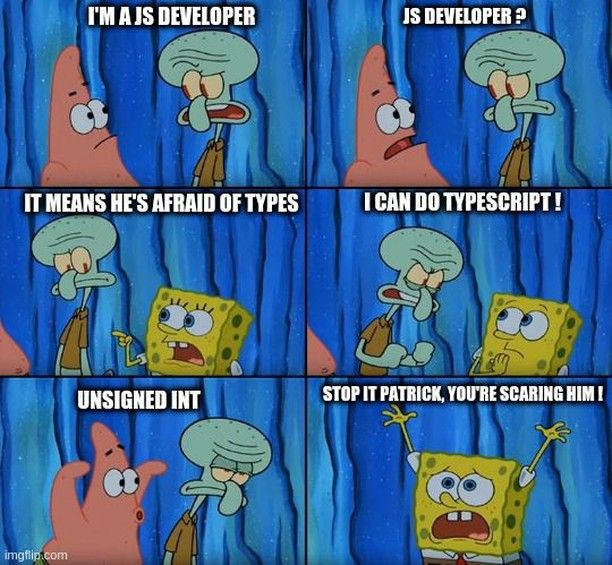 I'M A JS DEVELOPER
JS DEVELOPER ?
IT MEANS HE'S AFRAID OF TYPES
I CAN DO TYPESCRIPT !
UNSIGNED INT
STOP IT PATRICK, YOU'RE SCARING HIM !
imgflip.com